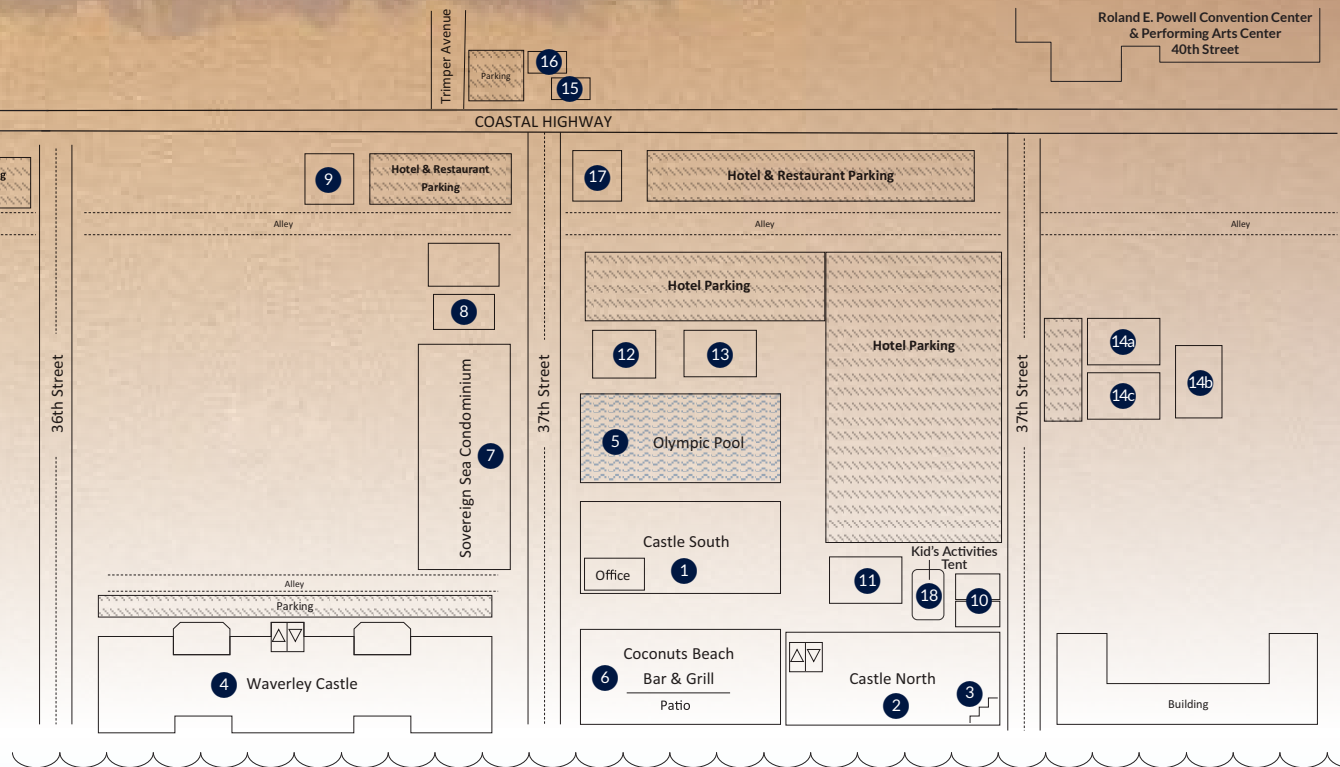 Roland E. Powell Convention Center
& Performing Arts Center
40th Street
Trimper Avenue
Parking
16
15
COASTAL HIGHWAY
g
9
Hotel & Restaurant
Parking
17
Hotel & Restaurant Parking
Alley
Alley
Alley
Hotel Parking
Hotel Parking
8
12
13
14a
14b
14c
36th Street
37th Street
37th Street
Sovereign Sea Condominium
7
5
Olympic Pool
Castle South
Office
1
Kid's Activities
Tent
11
18
10
Alley
Parking
4
Waverley Castle
Coconuts Beach
6
Bar & Grill
Patio
Castle North
2
3
Building